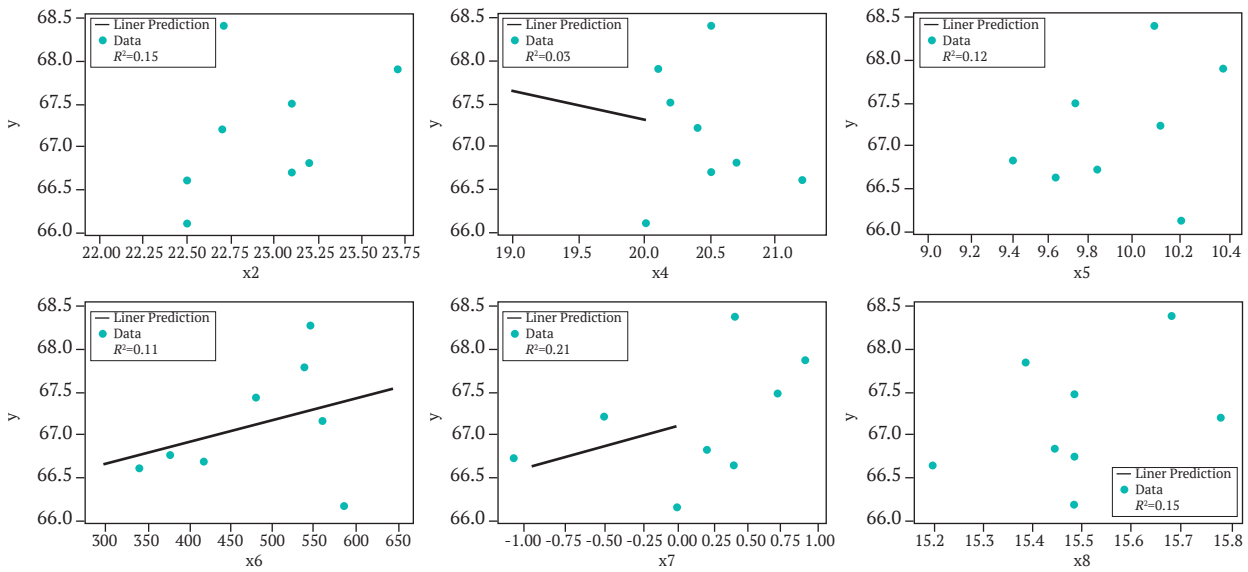 68.5
68.0
67.5
67.0
66.5
66.0
y
Liner Prediction
Data
R²=0.15
22.00 22.25 22.50 22.75 23.00 23.25 23.50 23.75
x2
68.5
68.0
67.5
67.0
66.5
66.0
y
Liner Prediction
Data
R²=0.03
19.0 19.5 20.0 20.5 21.0
x4
68.5
68.0
67.5
67.0
66.5
66.0
y
Liner Prediction
Data
R²=0.12
9.0 9.2 9.4 9.6 9.8 10.0 10.2 10.4
x5
68.5
68.0
67.5
67.0
66.5
66.0
y
Liner Prediction
Data
R²=0.11
300 350 400 450 500 550 600 650
x6
68.5
68.0
67.5
67.0
66.5
66.0
y
Liner Prediction
Data
R²=0.21
-1.00 -0.75 -0.50 -0.25 0.00 0.25 0.50 0.75 1.00
x7
68.5
68.0
67.5
67.0
66.5
66.0
y
Liner Prediction
Data
R²=0.15
15.2 15.3 15.4 15.5 15.6 15.7 15.8
x8